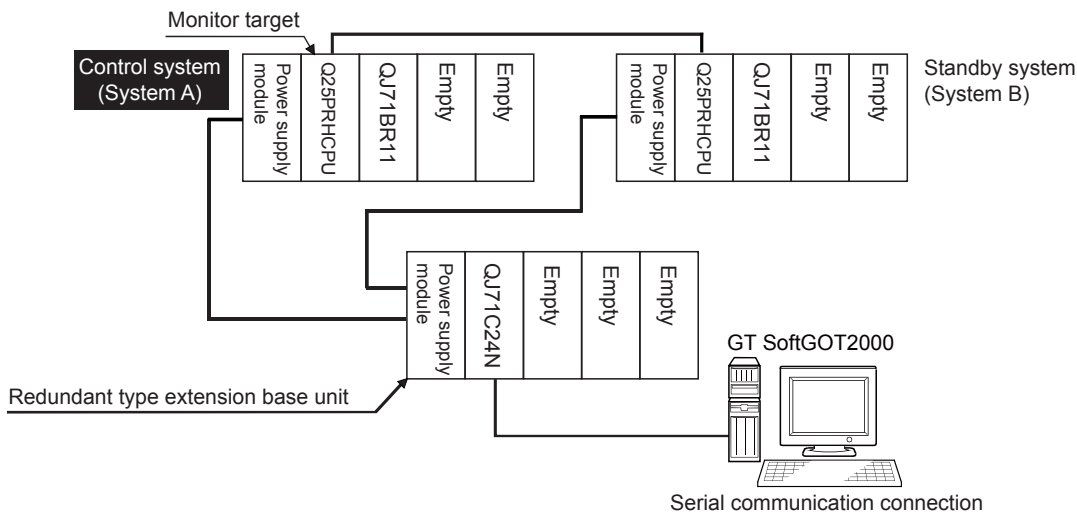 Monitor target
Control system
(System A)
Power supply
module
Q25PRHCPU
QJ71BR11
Empty
Empty
Power supply
module
Q25PRHCPU
QJ71BR11
Empty
Empty
Standby system
(System B)
Power supply
module
QJ71C24N
Empty
Empty
Empty
GT SoftGOT2000
Redundant type extension base unit
Serial communication connection